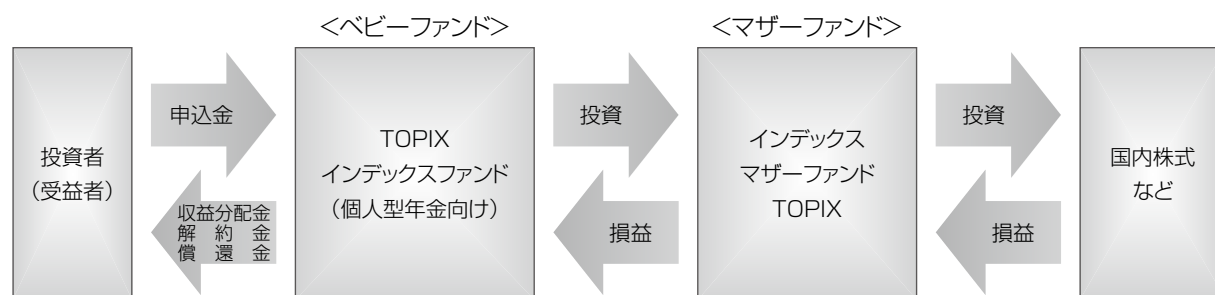 <ベビーファンド>
<マザーファンド>
投資者
(受益者)
申込金
収益分配金
解約金
償還金
TOPIX
インデックスファンド
(個人型年金向け)
投資
損益
インデックス
マザーファンド
TOPIX
投資
損益
国内株式
など